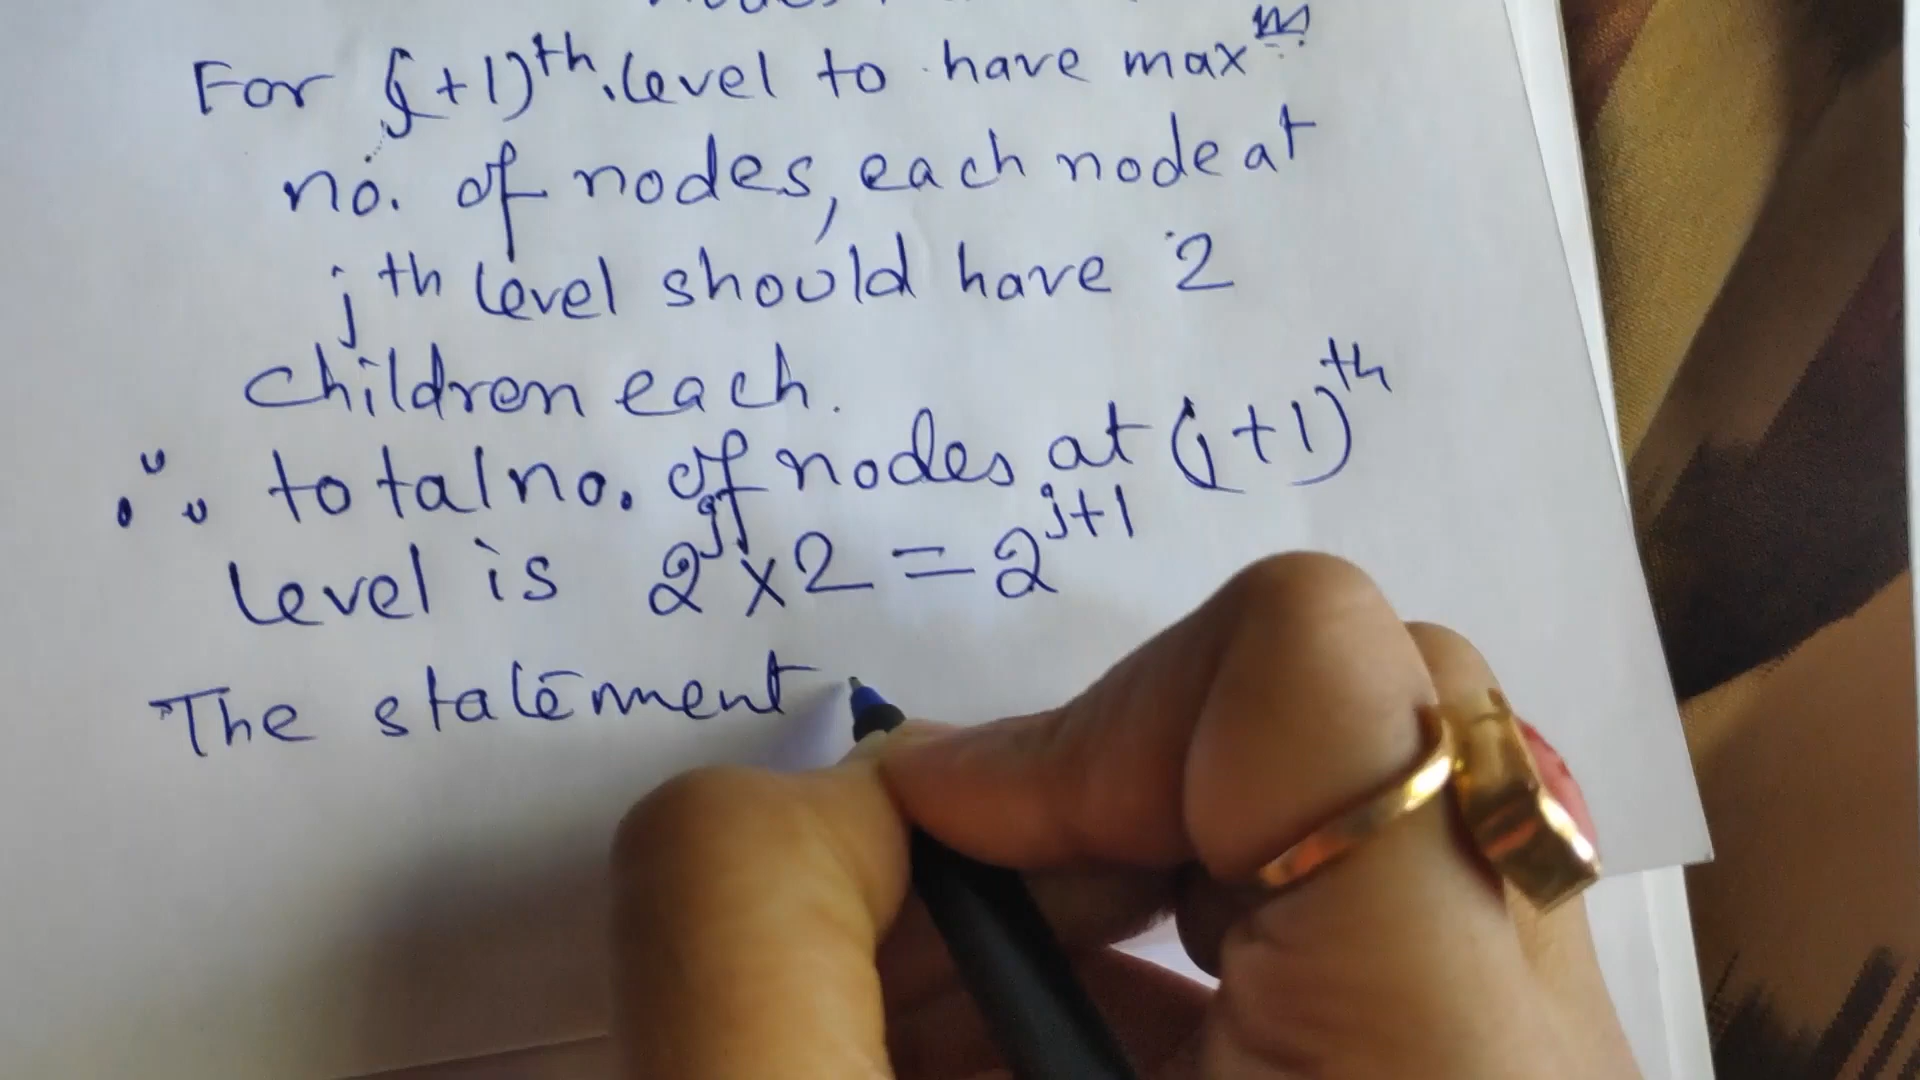 For (j+1)ᵗʰ level to have maxᵐ
no. of nodes, each node at
jᵗʰ level should have 2
children each.
∴ total no. of nodes at (j+1)ᵗʰ
level is 2ʲ x 2 = 2ʲ⁺¹
The statement